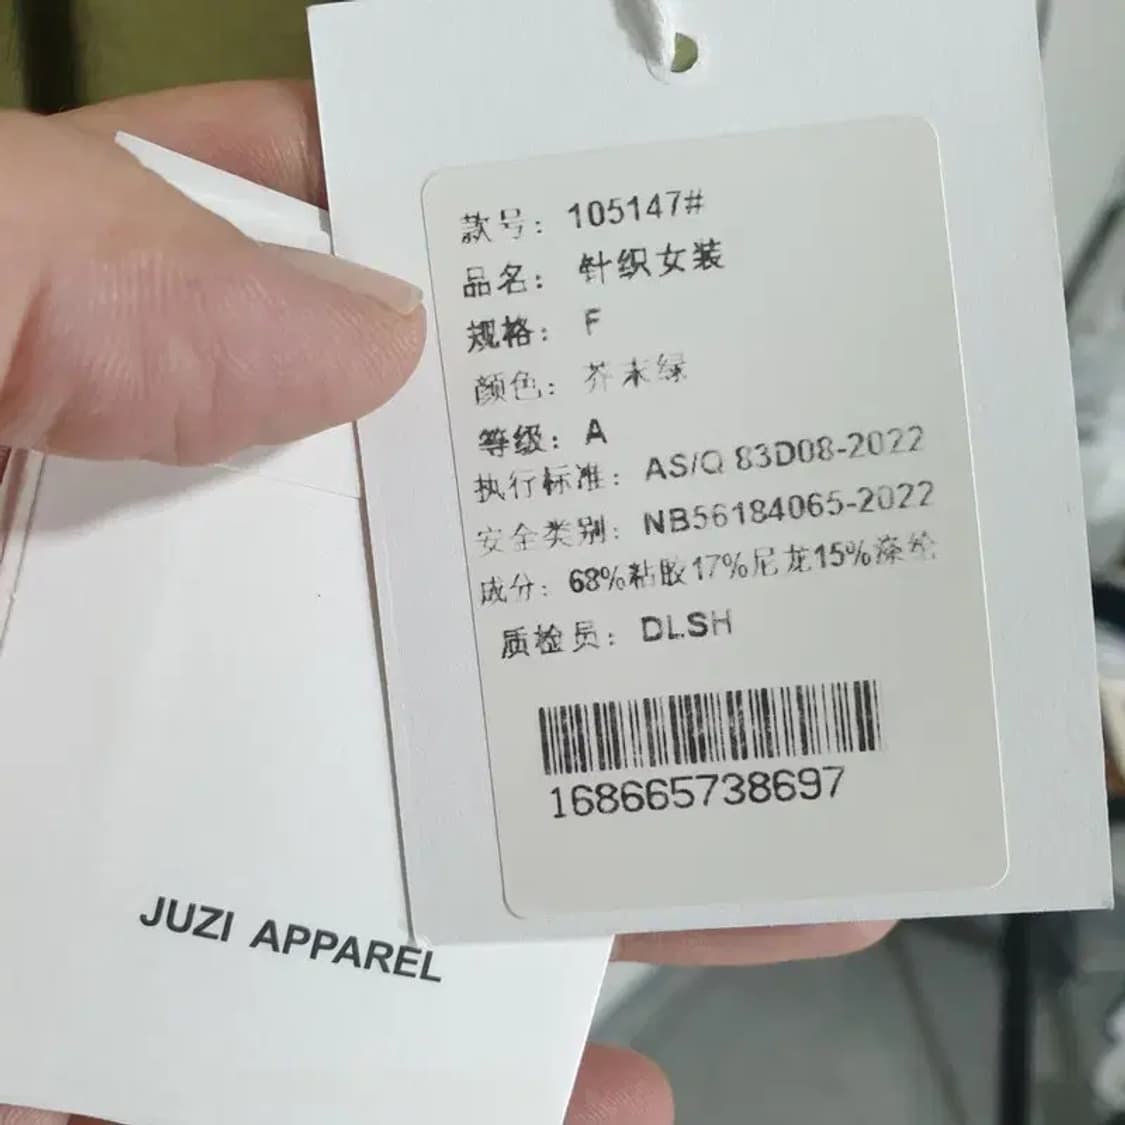 款号: 105147#
品名: 针织女装
规格: F
颜色: 芥末绿
等级: A
执行标准: AS/Q 83D08-2022
安全类别: NB56184065-2022
成分: 68%粘胶17%尼龙15%涤纶
质检员: DLSH
168665738697
JUZI APPAREL